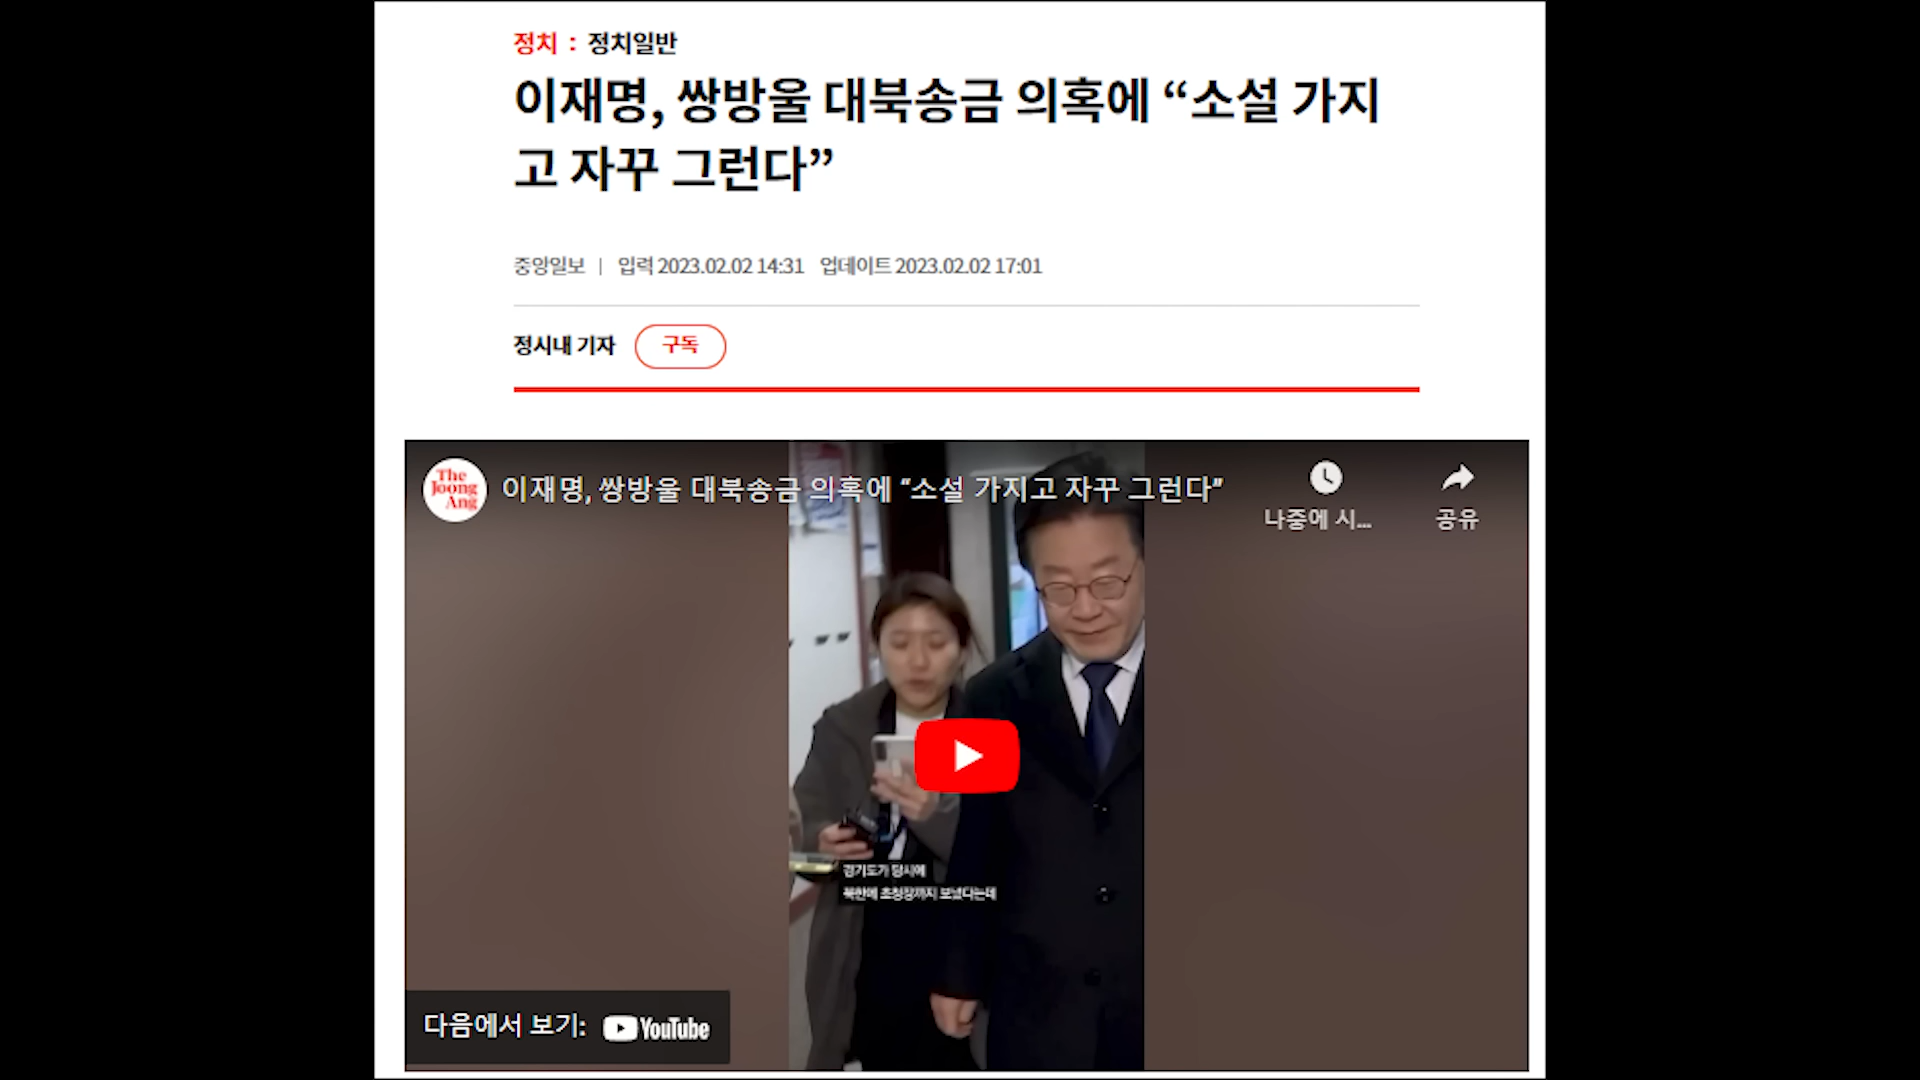 정치 : 정치일반
이재명, 쌍방울 대북송금 의혹에 “소설 가지
고 자꾸 그런다”
중앙일보 | 입력 2023.02.02 14:31 업데이트 2023.02.02 17:01
정시내 기자 구독
The
Joong
Ang
이재명, 쌍방울 대북송금 의혹에 “소설 가지고 자꾸 그런다”
나중에 시...
공유
경기도가 당시에
북한에 초청장까지 보냈다는데
다음에서 보기: YouTube